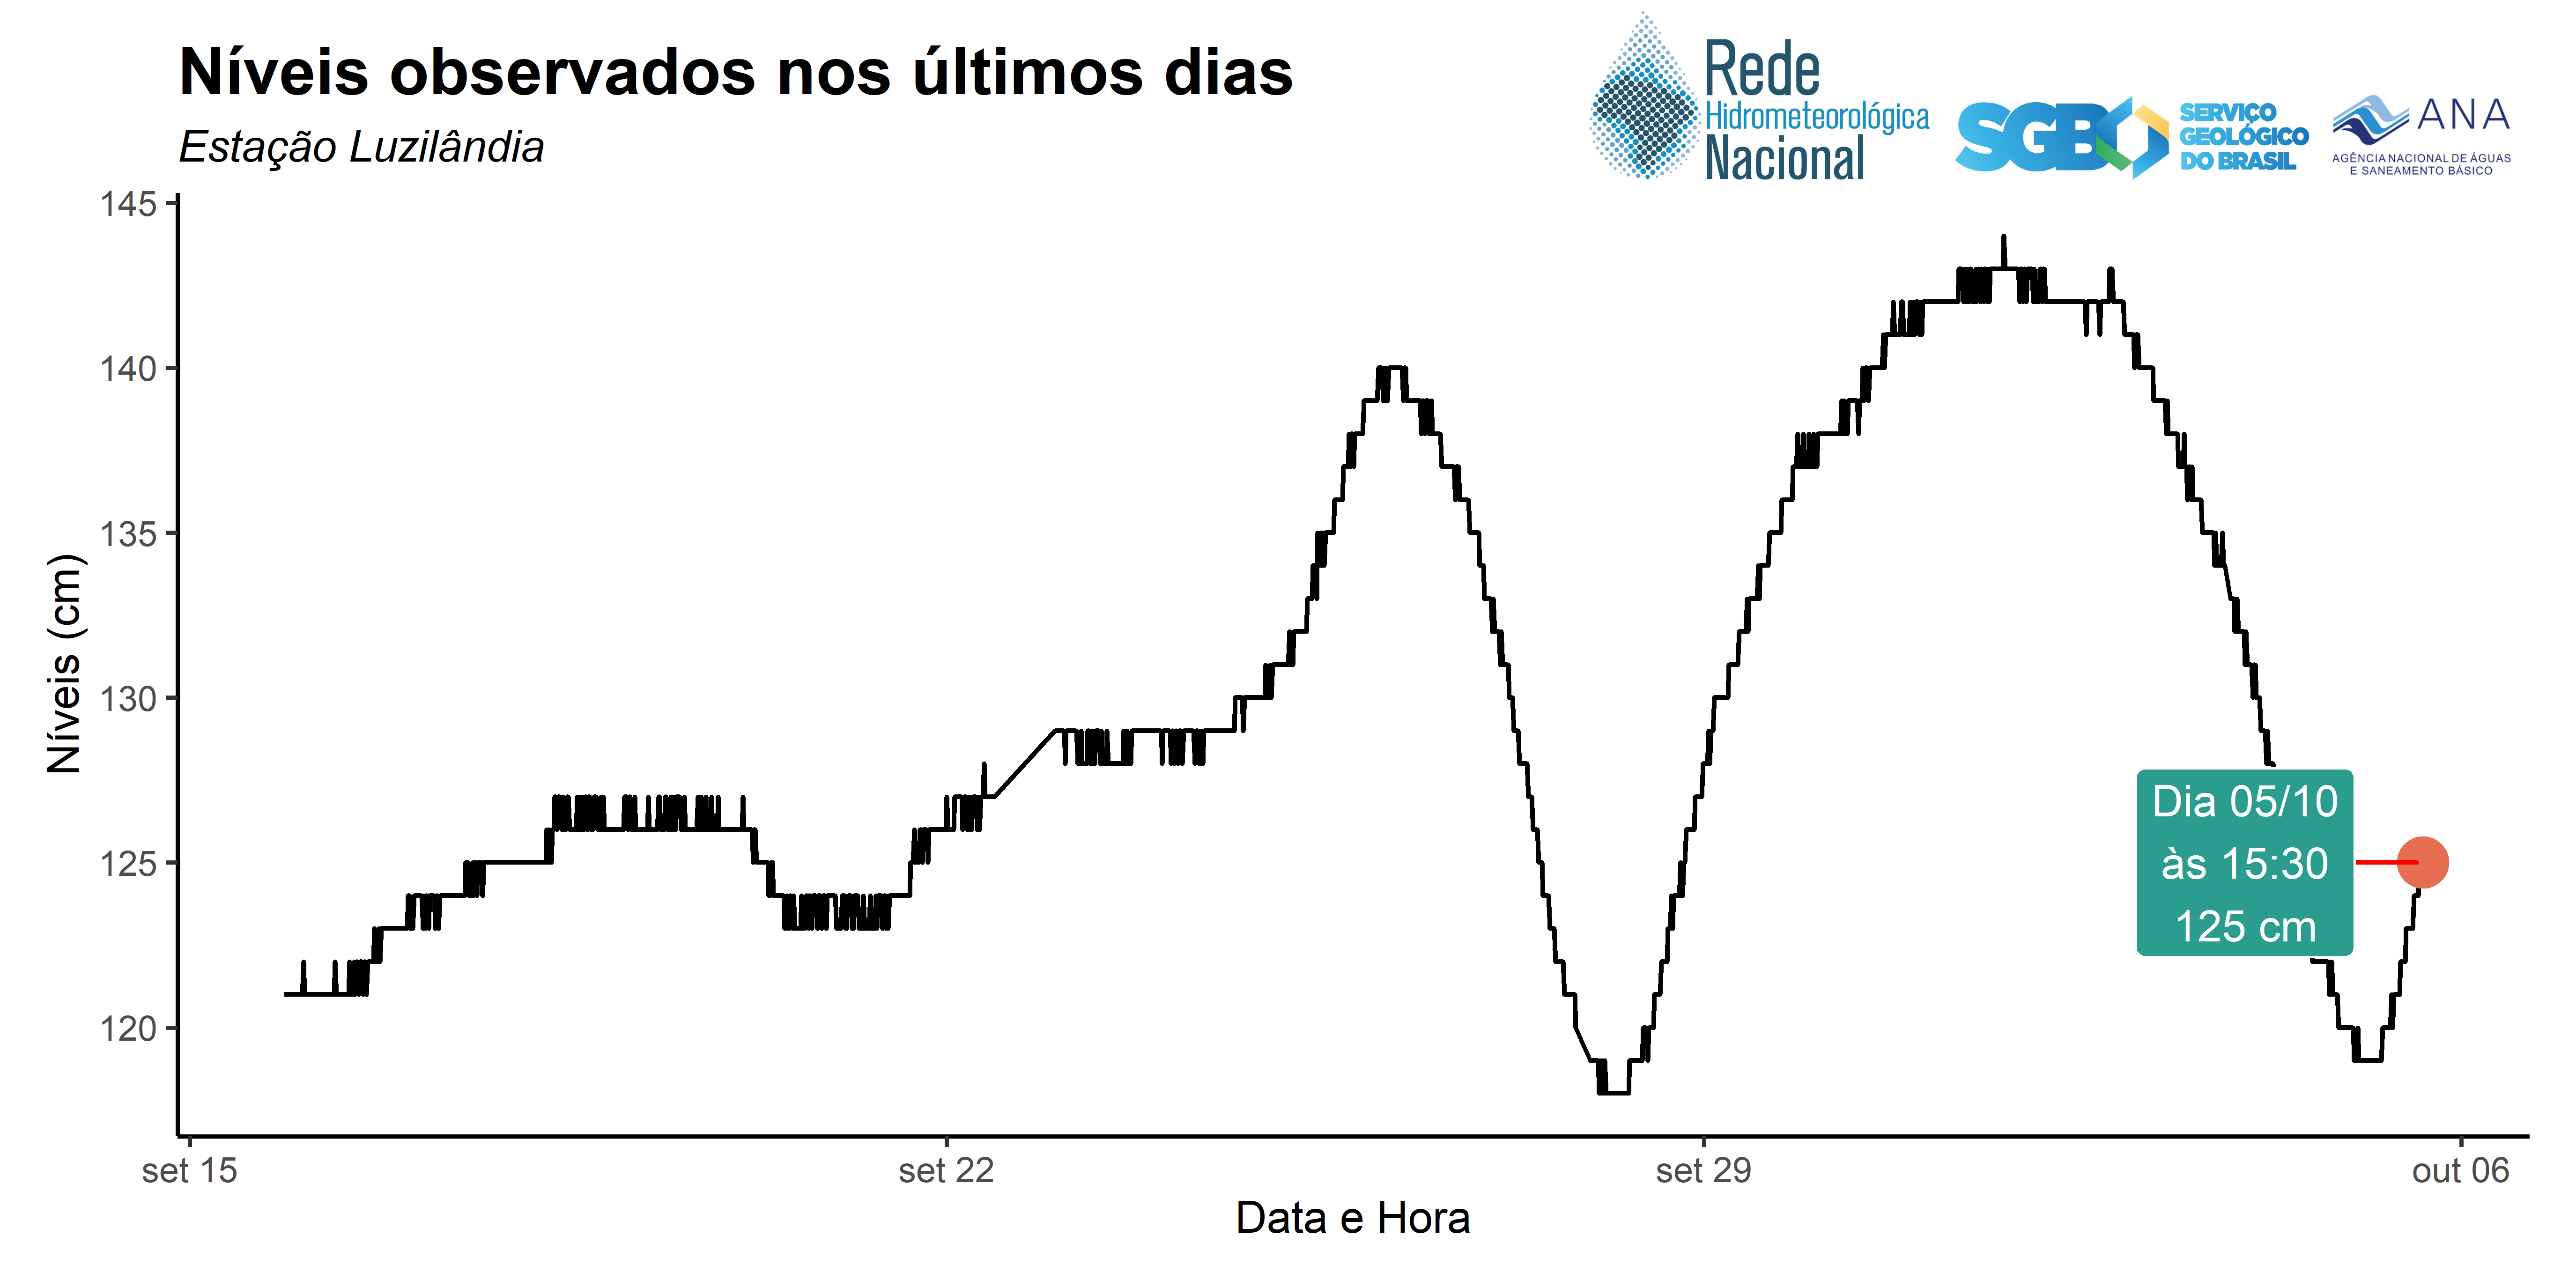 Níveis observados nos últimos dias
Estação Luzilândia
Rede
Hidrometeorológica
Nacional
SGB
SERVIÇO
GEOLÓGICO
DO BRASIL
ANA
AGÊNCIA NACIONAL DE ÁGUAS
E SANEAMENTO BÁSICO
Níveis (cm)
145
140
135
130
125
120
Dia 05/10
às 15:30
125 cm
set 15
set 22
set 29
out 06
Data e Hora